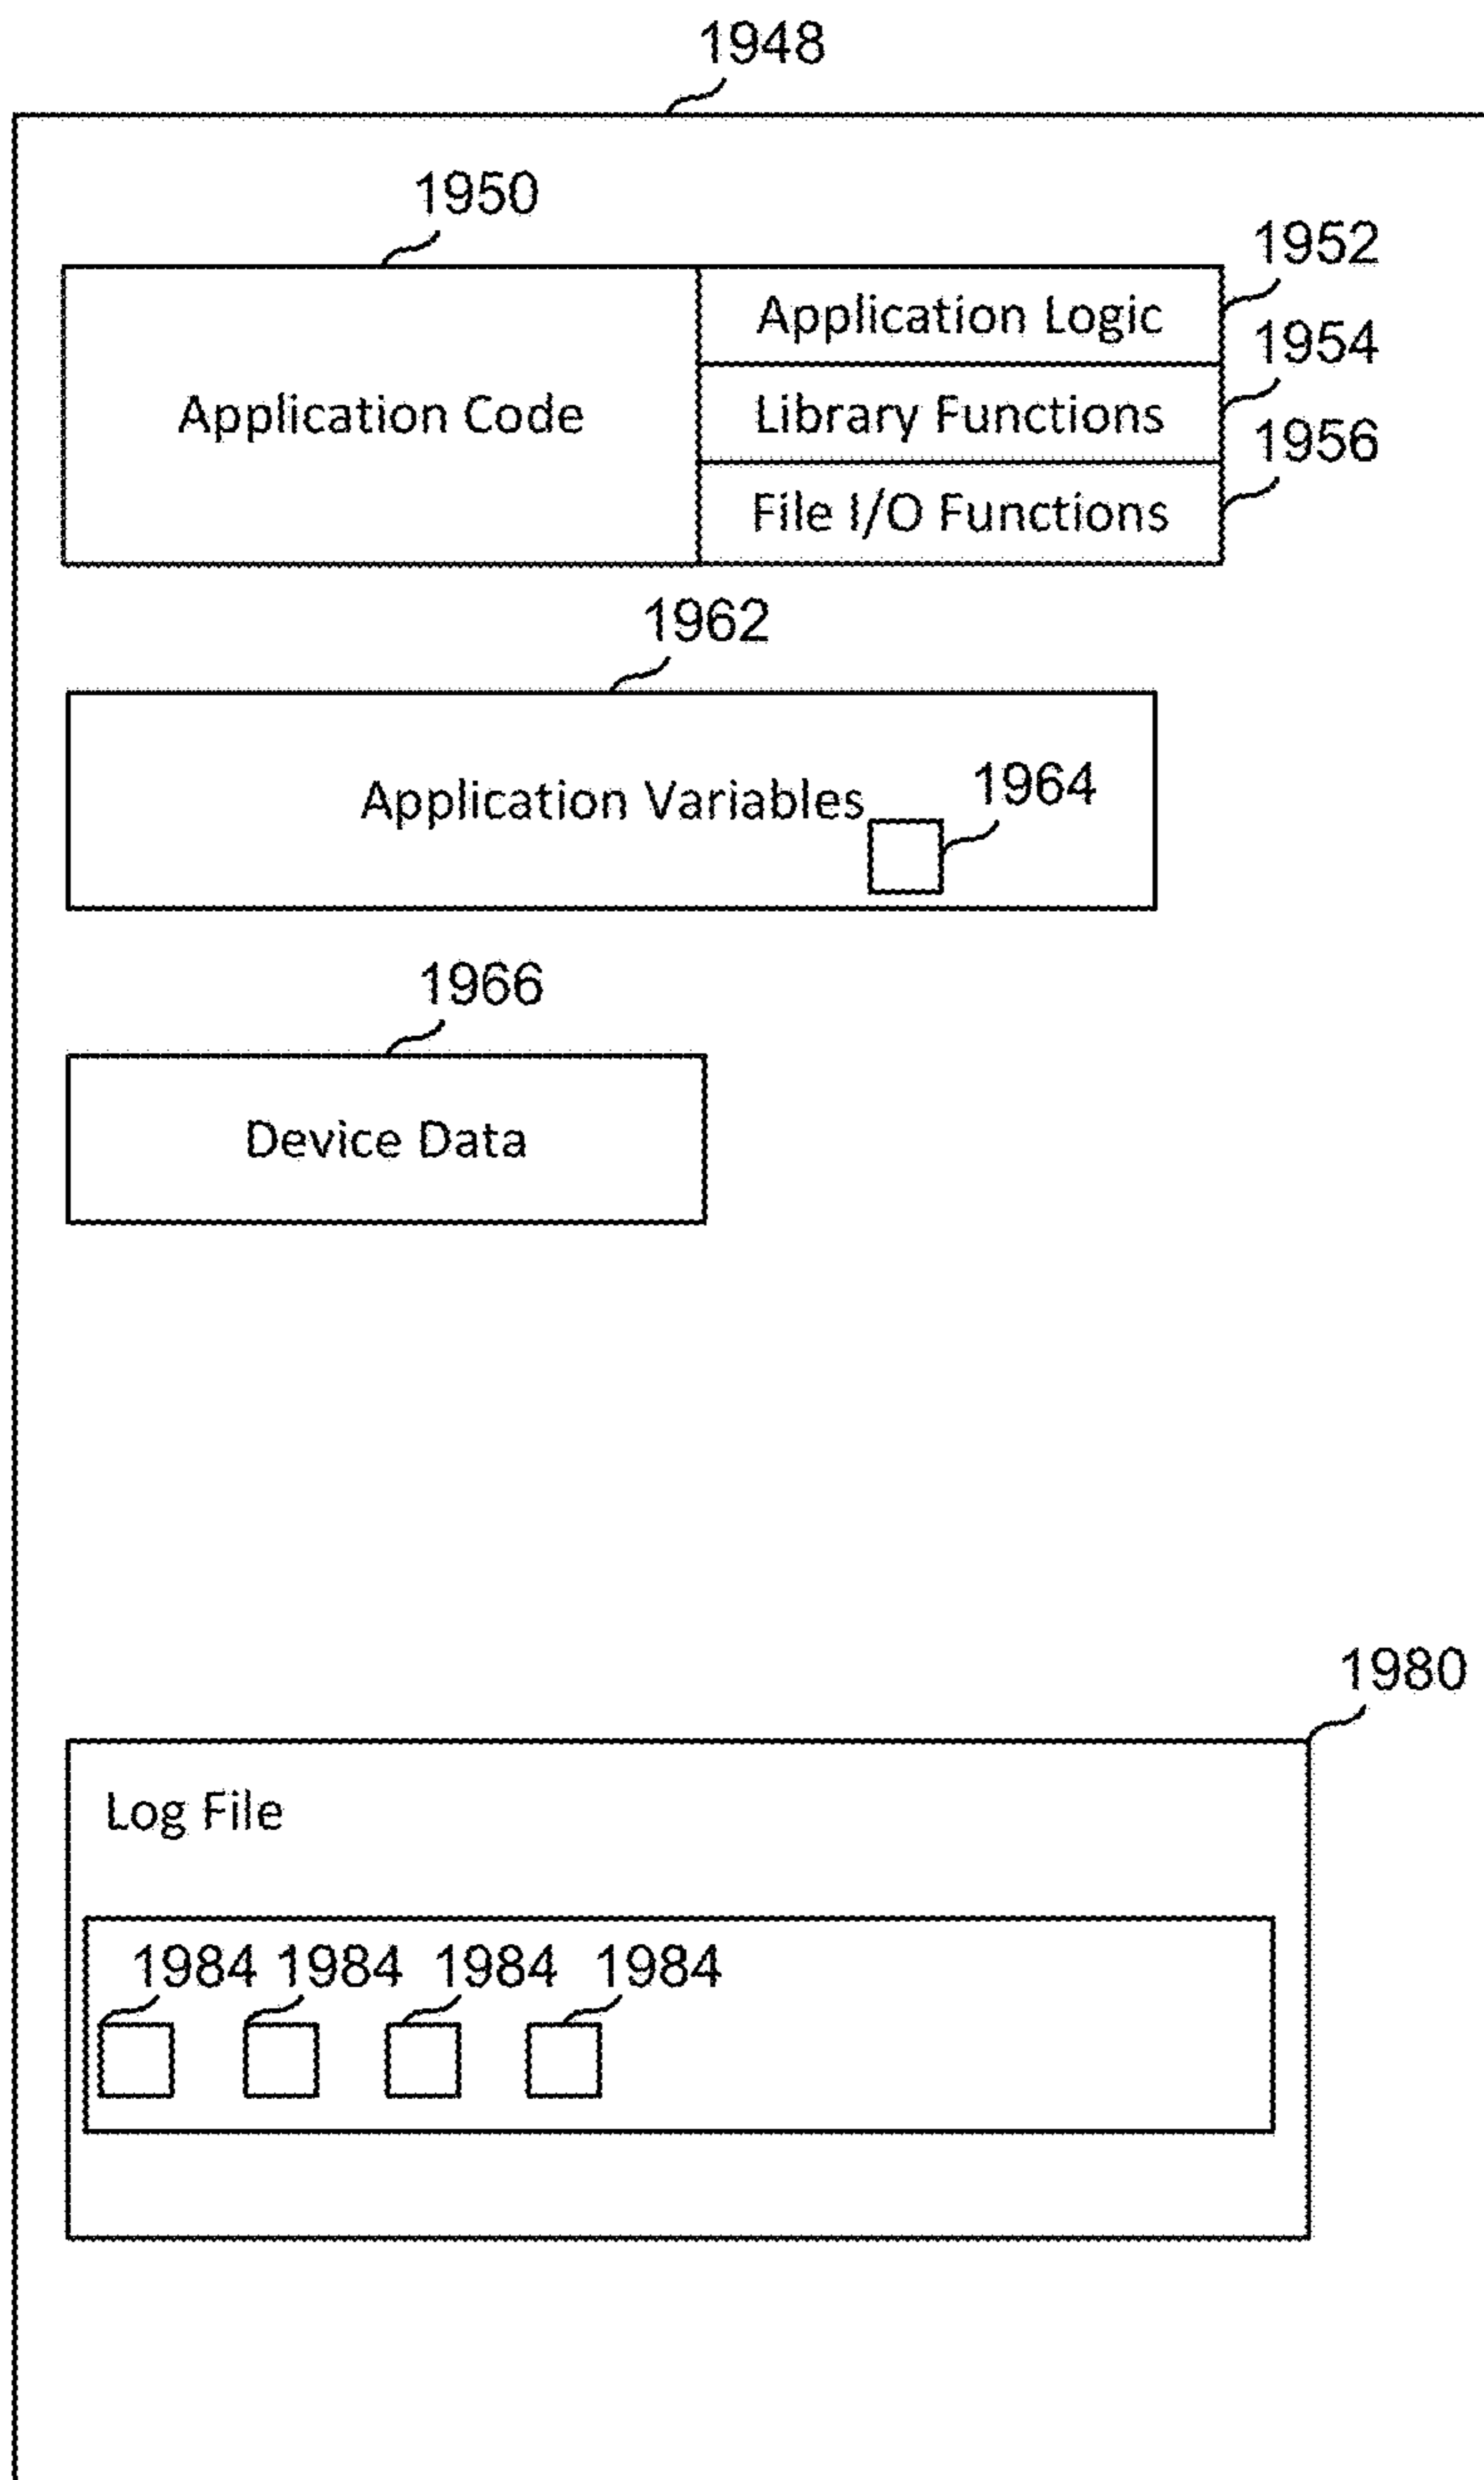 1948
1950
1952
Application Logic
1954
Application Code
Library Functions
1956
File I/O Functions
1962
1964
Application Variables
1966
Device Data
1980
Log File
1984 1984 1984 1984